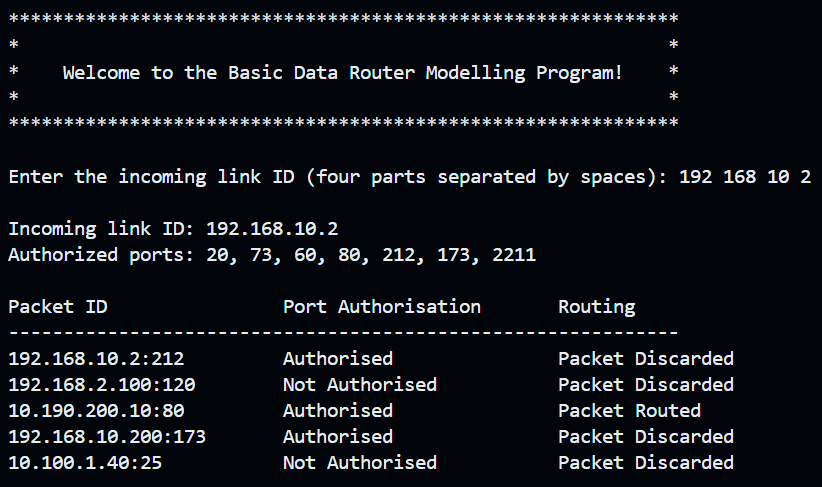 *************************************************************
*                                                           *
*    Welcome to the Basic Data Router Modelling Program!    *
*                                                           *
*************************************************************
Enter the incoming link ID (four parts separated by spaces): 192 168 10 2
Incoming link ID: 192.168.10.2
Authorized ports: 20, 73, 60, 80, 212, 173, 2211
Packet ID                Port Authorisation       Routing
-------------------------------------------------------------
192.168.10.2:212         Authorised               Packet Discarded
192.168.2.100:120        Not Authorised           Packet Discarded
10.190.200.10:80         Authorised               Packet Routed
192.168.10.200:173       Authorised               Packet Discarded
10.100.1.40:25           Not Authorised           Packet Discarded